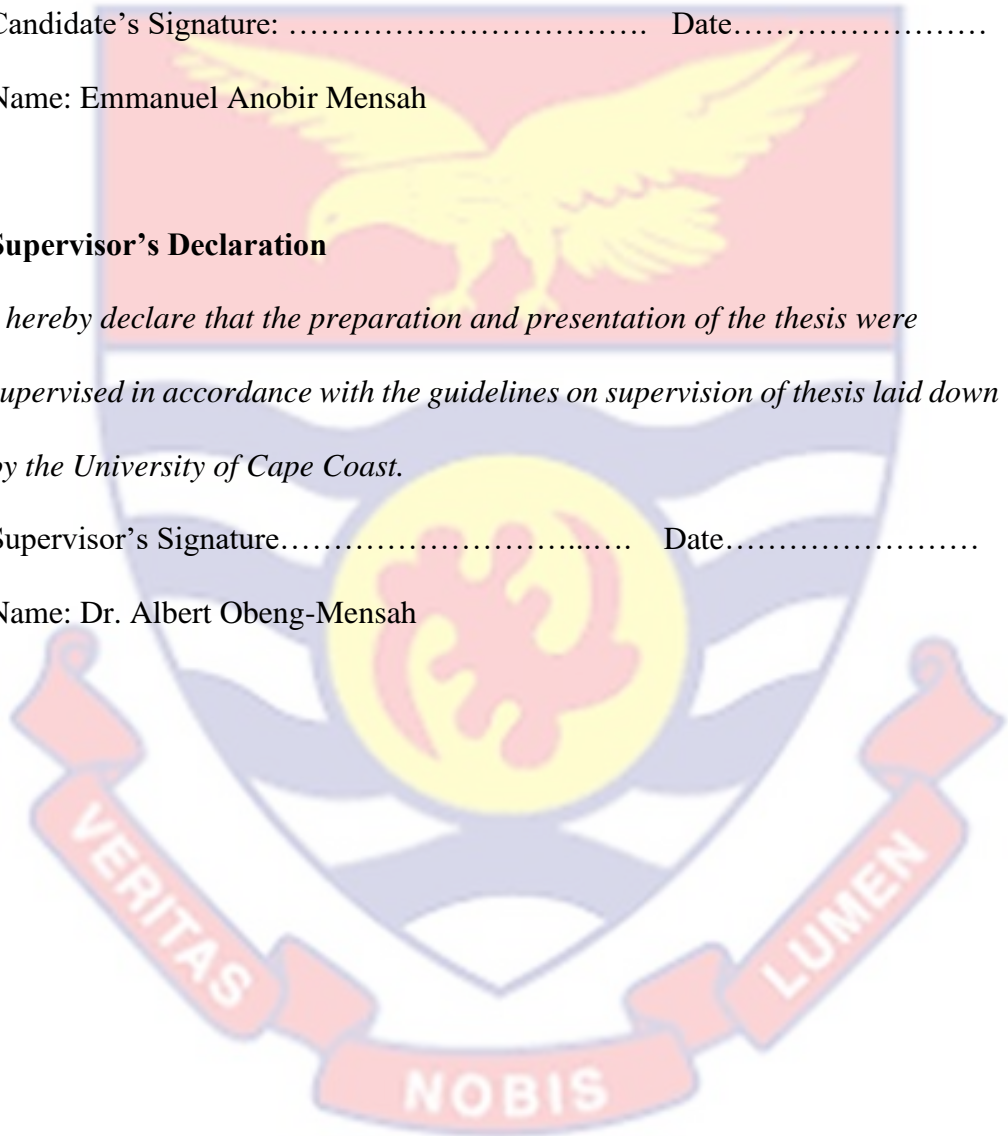 Candidate's Signature: ……………………………. Date……………………
Name: Emmanuel Anobir Mensah
Supervisor's Declaration
hereby declare that the preparation and presentation of the thesis were
supervised in accordance with the guidelines on supervision of thesis laid down
by the University of Cape Coast.
Supervisor's Signature………………………...…. Date……………………
Name: Dr. Albert Obeng-Mensah
VERITAS
NOBIS
LUMEN